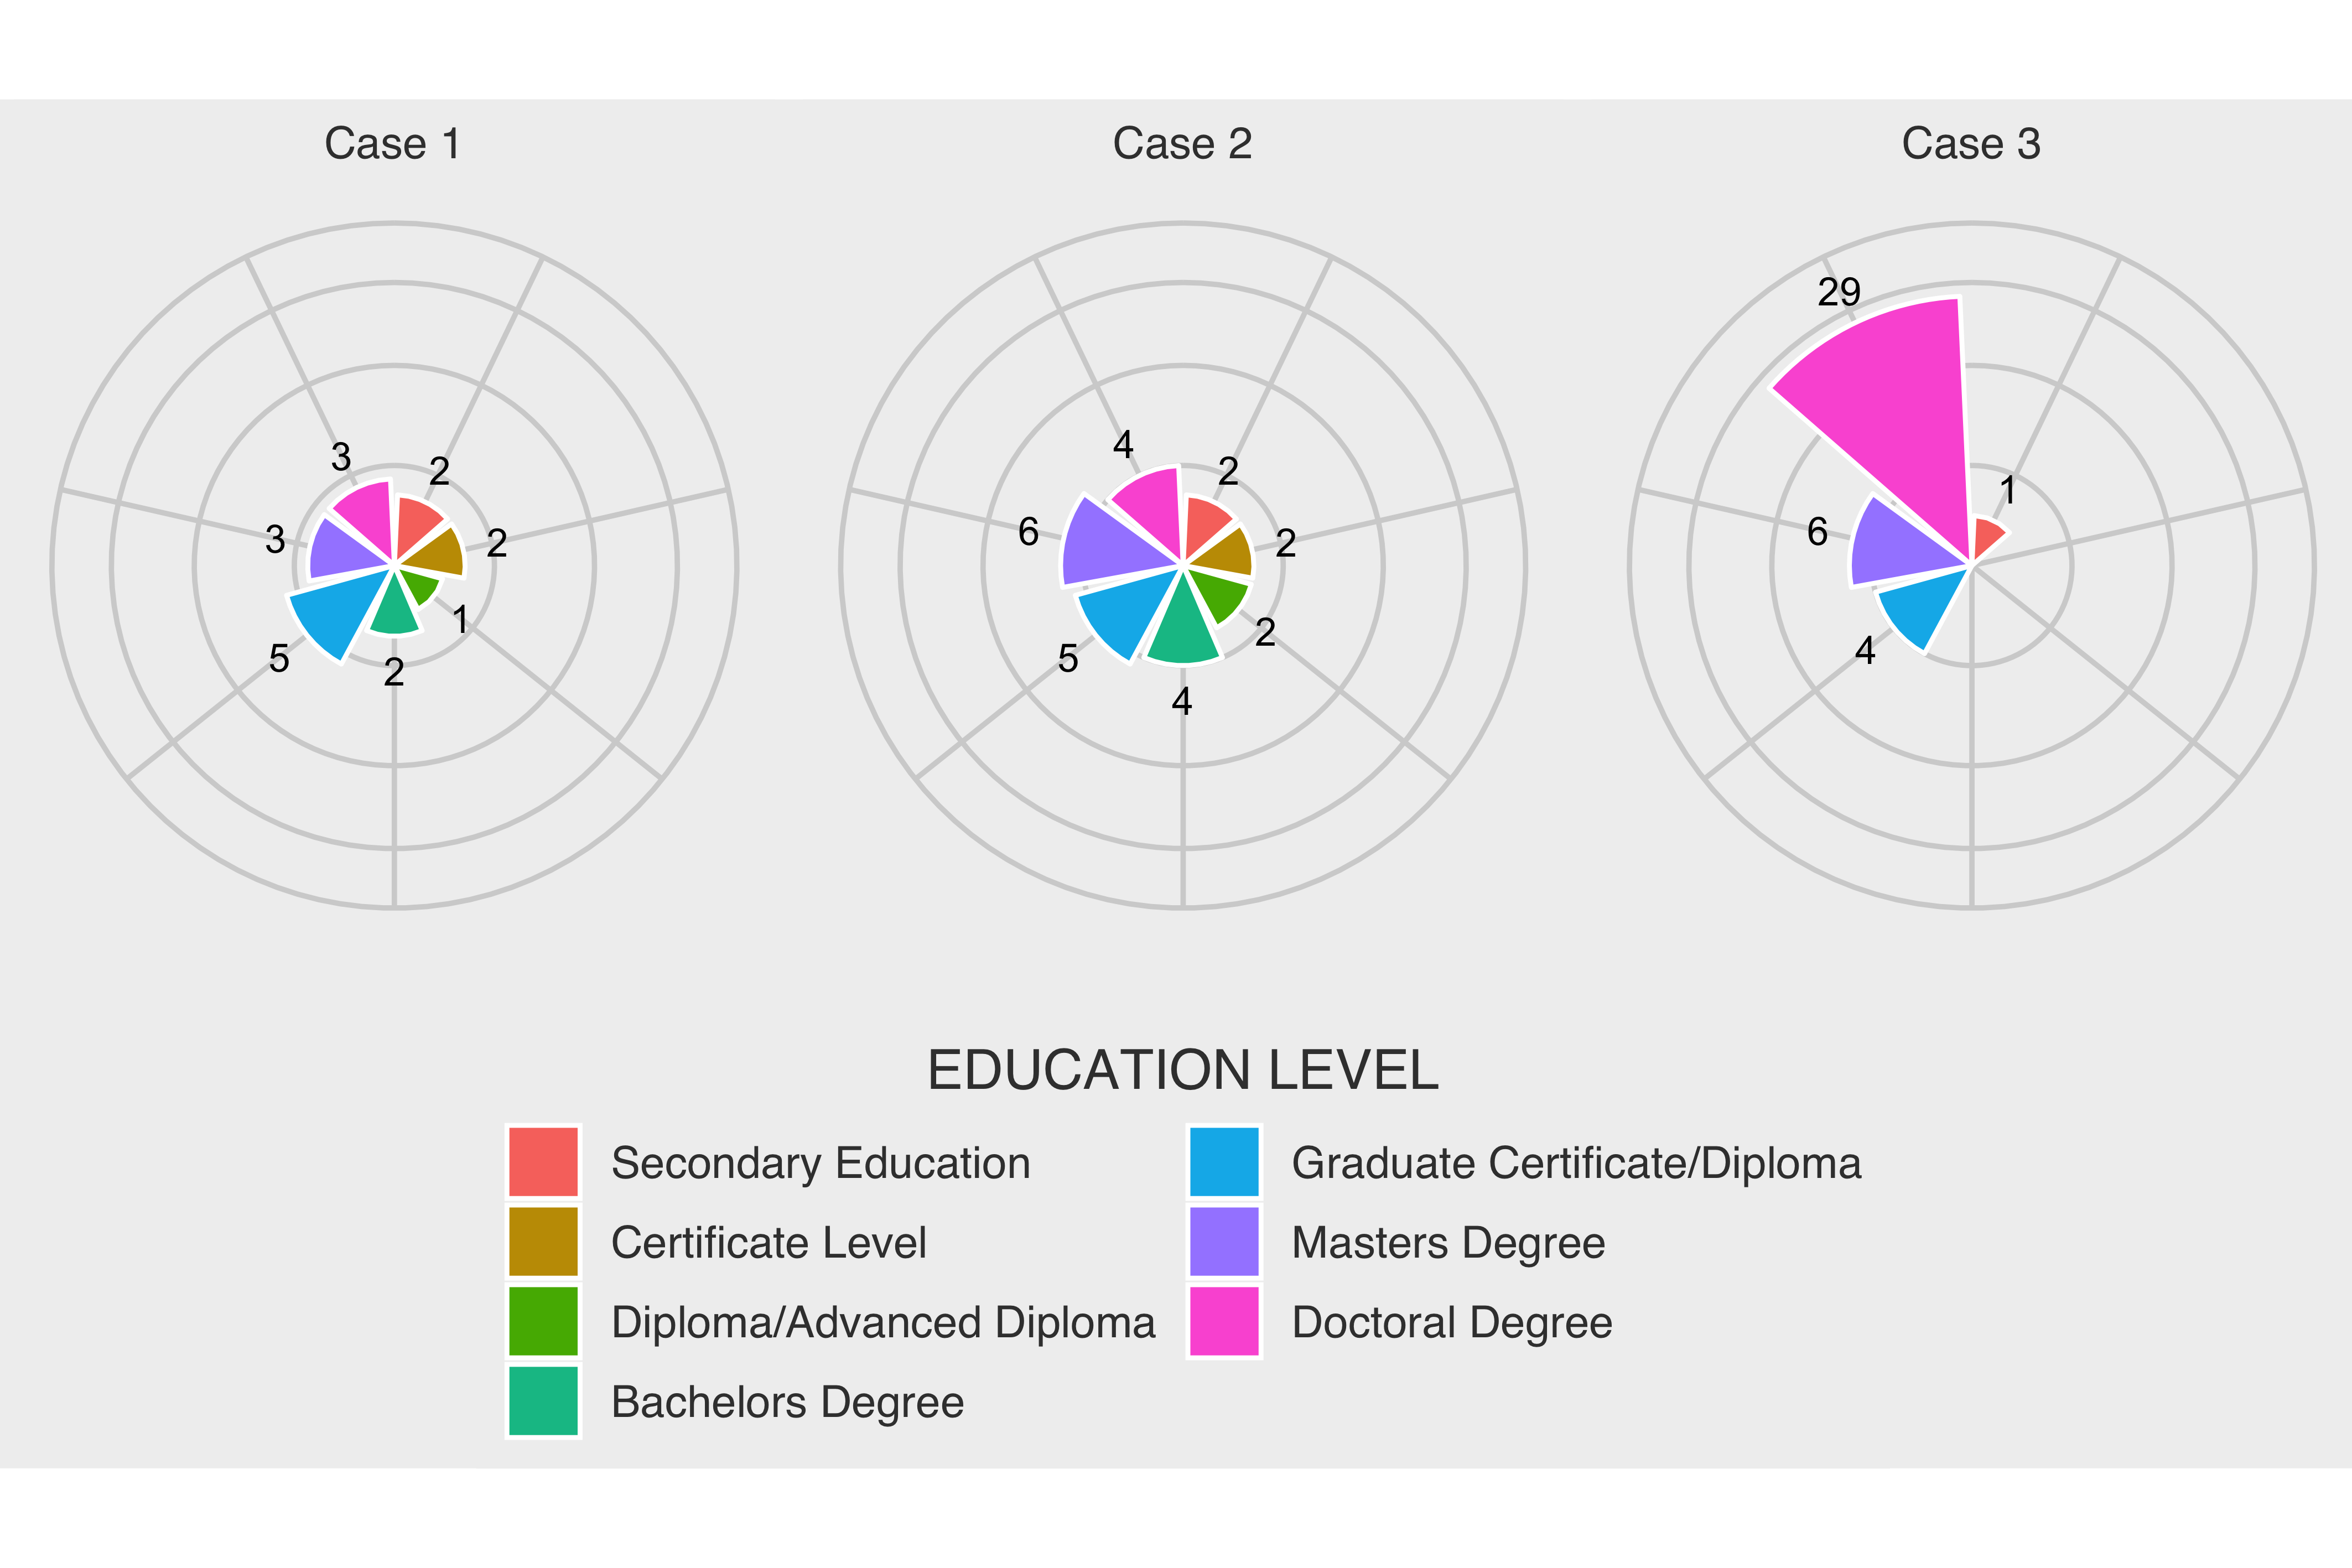 Case 1
Case 2
Case 3
3
2
3
2
5
1
2
4
2
6
2
5
2
4
29
1
6
4
EDUCATION LEVEL
Secondary Education
Certificate Level
Diploma/Advanced Diploma
Bachelors Degree
Graduate Certificate/Diploma
Masters Degree
Doctoral Degree